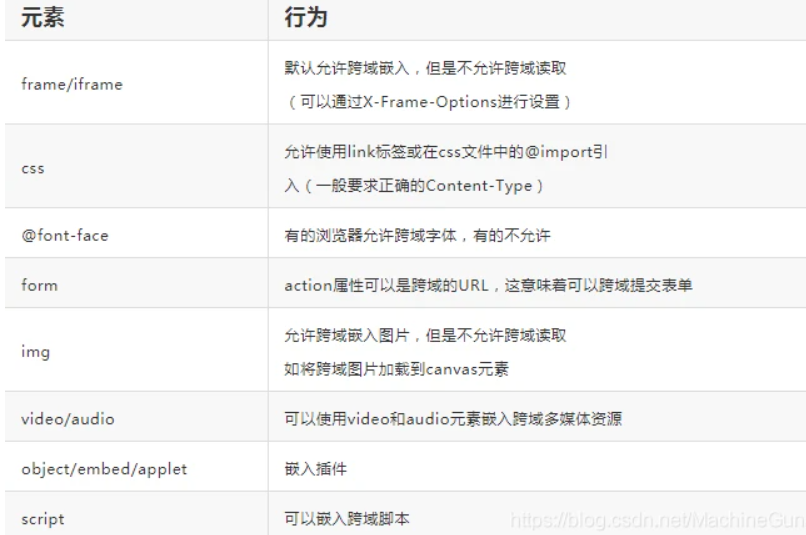 元素 行为
frame/iframe
默认允许跨域嵌入，但是不允许跨域读取
（可以通过X-Frame-Options进行设置）
css
允许使用link标签或在css文件中的@import引
入（一般要求正确的Content-Type）
@font-face 有的浏览器允许跨域字体，有的不允许
form action属性可以是跨域的URL，这意味着可以跨域提交表单
img
允许跨域嵌入图片，但是不允许跨域读取
如将跨域图片加载到canvas元素
video/audio 可以使用video和audio元素嵌入跨域多媒体资源
object/embed/applet 嵌入插件
script 可以嵌入跨域脚本
https://blog.csdn.net/MachineGun